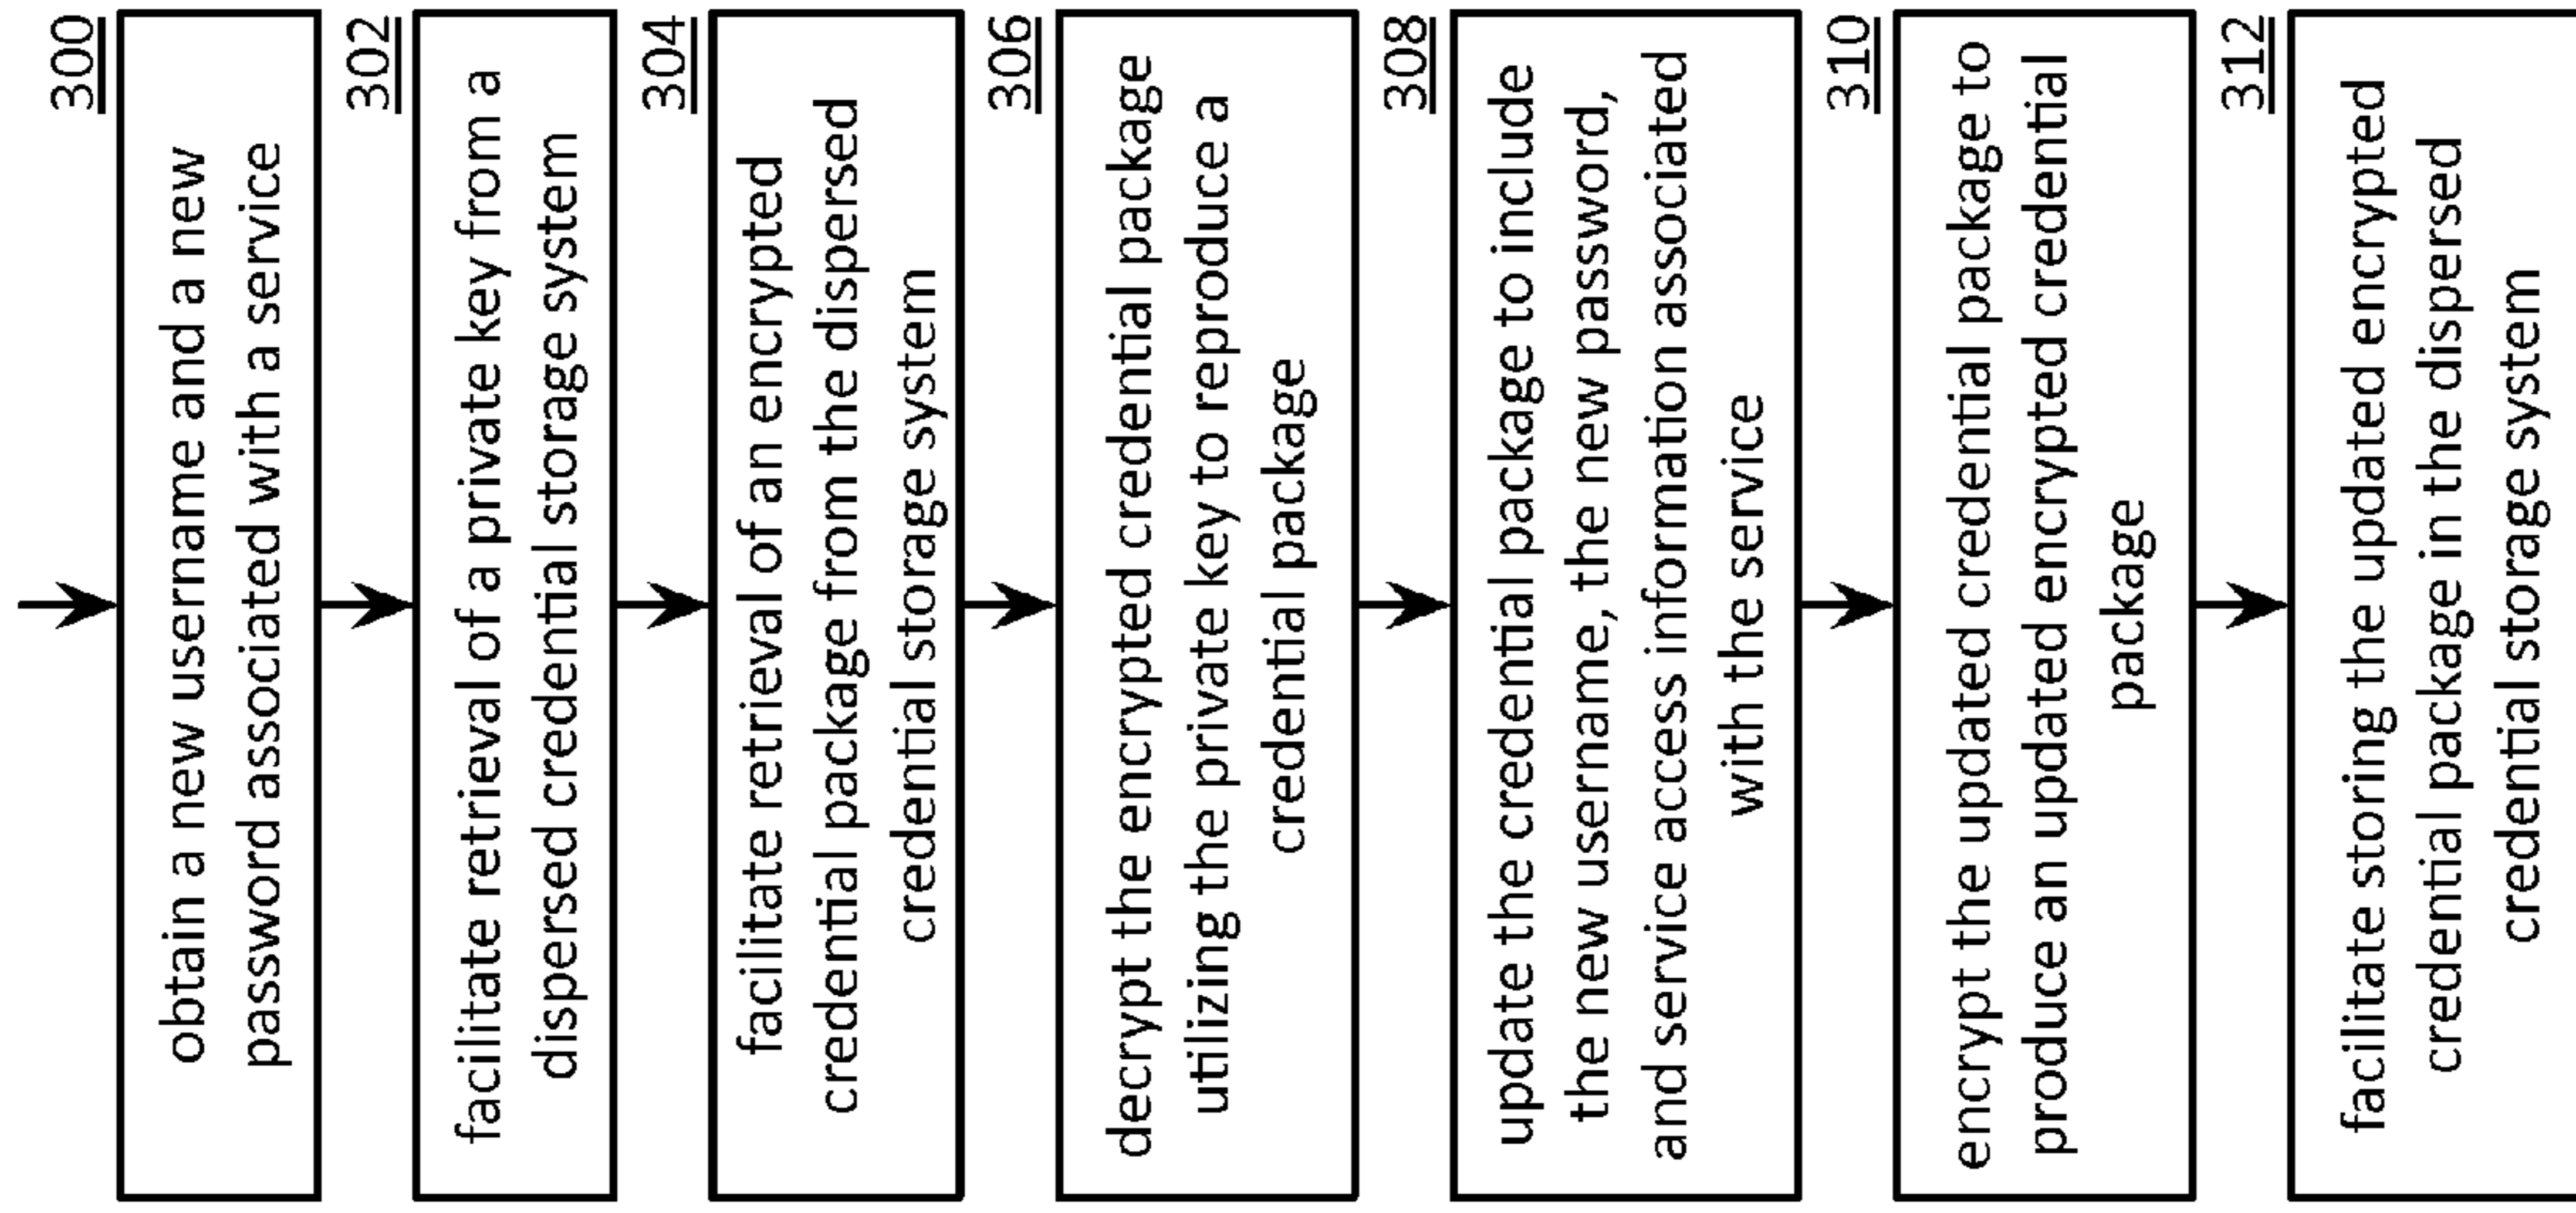 300
obtain a new username and a new
password associated with a service
302
facilitate retrieval of a private key from a
dispersed credential storage system
304
facilitate retrieval of an encrypted
credential package from the dispersed
credential storage system
306
decrypt the encrypted credential package
utilizing the private key to reproduce a
credential package
308
update the credential package to include
the new username, the new password,
and service access information associated
with the service
310
encrypt the updated credential package to
produce an updated encrypted credential
package
312
facilitate storing the updated encrypted
credential package in the dispersed
credential storage system